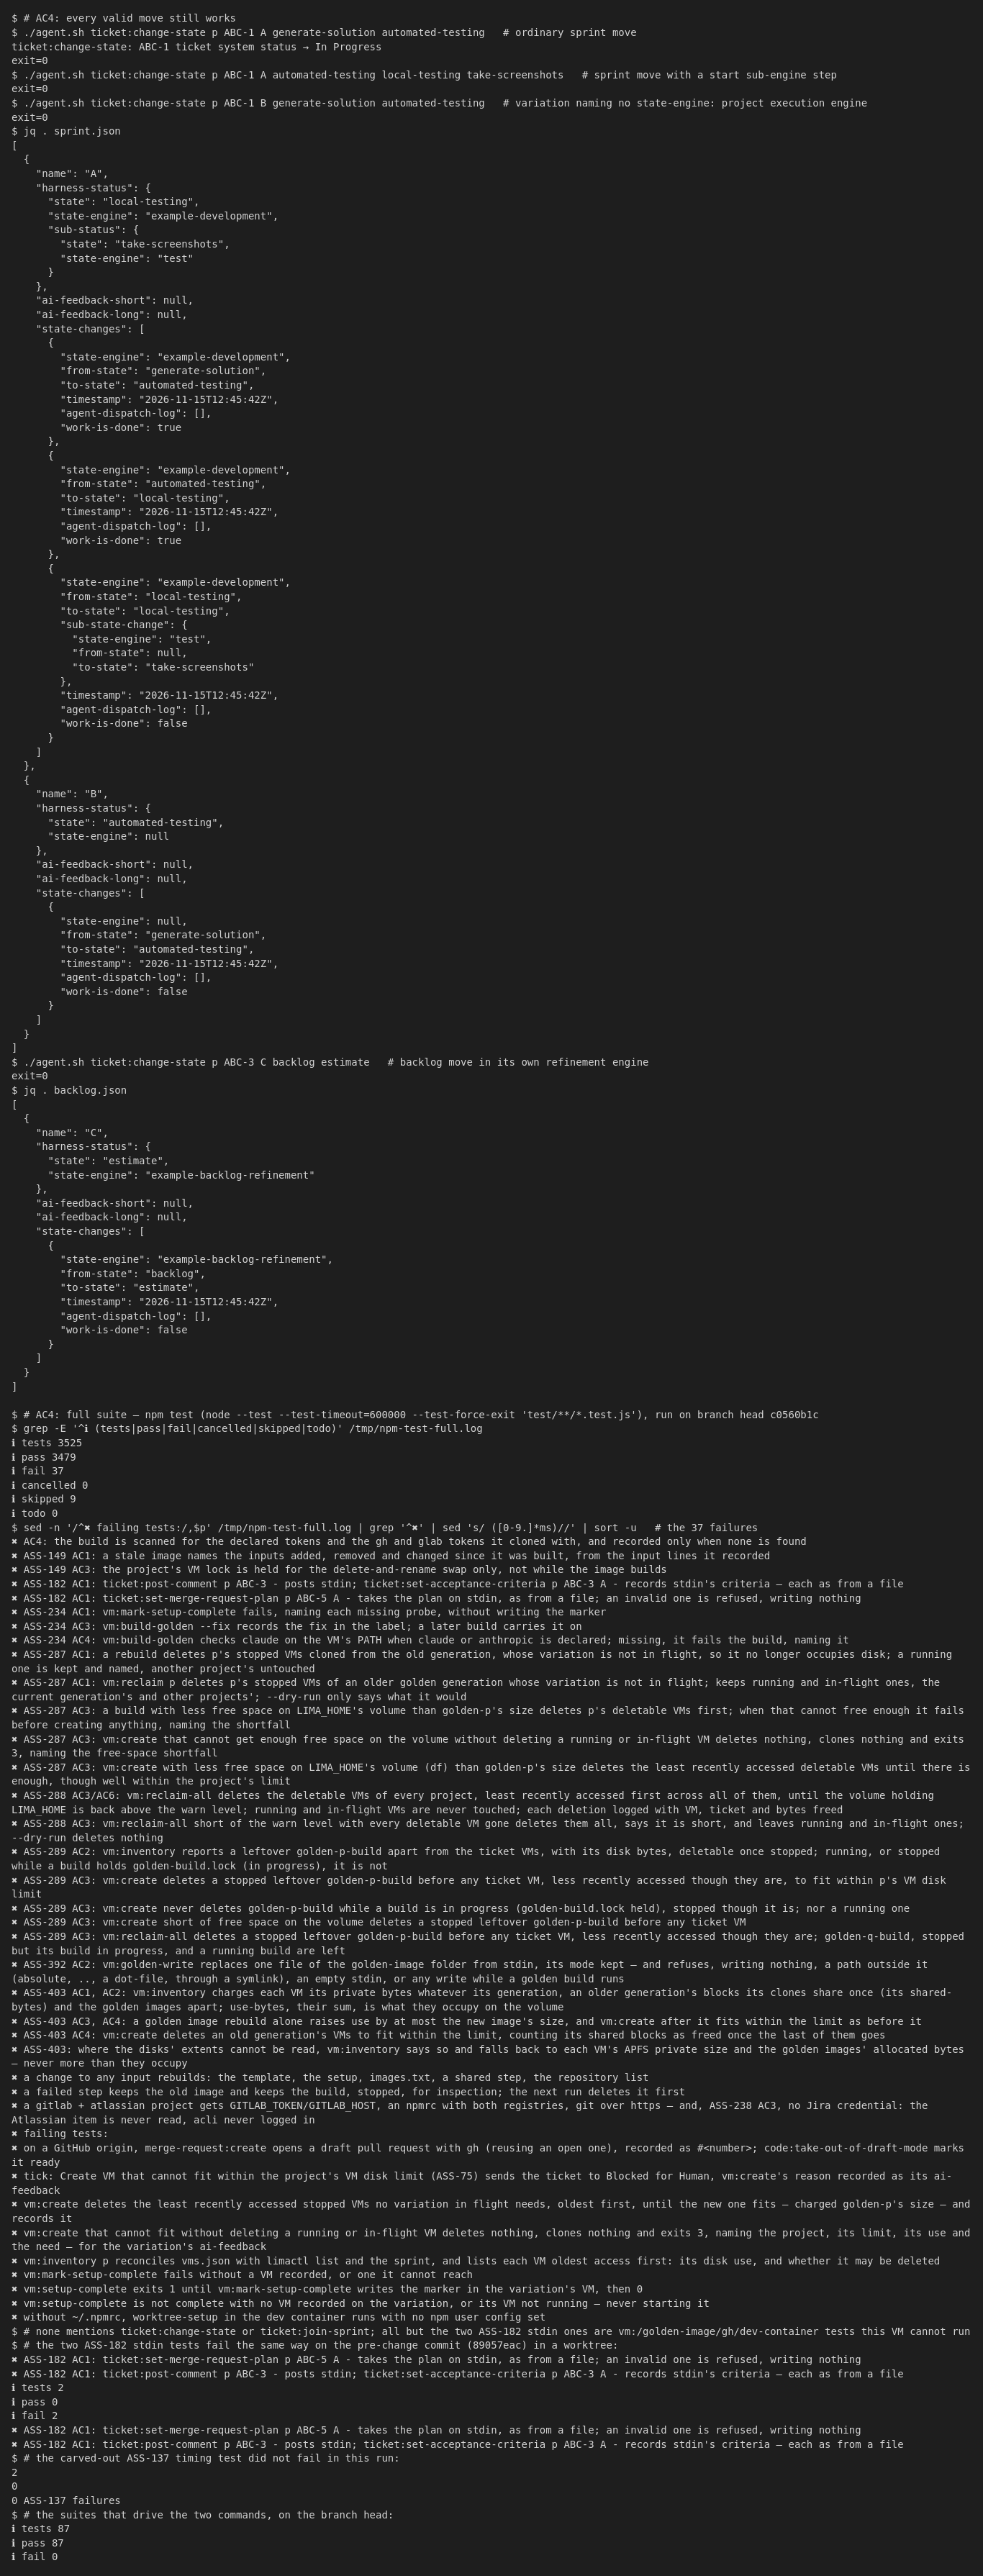 $ # AC4: every valid move still works
$ ./agent.sh ticket:change-state p ABC-1 A generate-solution automated-testing   # ordinary sprint move
ticket:change-state: ABC-1 ticket system status → In Progress
exit=0
$ ./agent.sh ticket:change-state p ABC-1 A automated-testing local-testing take-screenshots   # sprint move with a start sub-engine step
exit=0
$ ./agent.sh ticket:change-state p ABC-1 B generate-solution automated-testing   # variation naming no state-engine: project execution engine
exit=0
$ jq . sprint.json
[
  {
    "name": "A",
    "harness-status": {
      "state": "local-testing",
      "state-engine": "example-development",
      "sub-status": {
        "state": "take-screenshots",
        "state-engine": "test"
      }
    },
    "ai-feedback-short": null,
    "ai-feedback-long": null,
    "state-changes": [
      {
        "state-engine": "example-development",
        "from-state": "generate-solution",
        "to-state": "automated-testing",
        "timestamp": "2026-11-15T12:45:42Z",
        "agent-dispatch-log": [],
        "work-is-done": true
      },
      {
        "state-engine": "example-development",
        "from-state": "automated-testing",
        "to-state": "local-testing",
        "timestamp": "2026-11-15T12:45:42Z",
        "agent-dispatch-log": [],
        "work-is-done": true
      },
      {
        "state-engine": "example-development",
        "from-state": "local-testing",
        "to-state": "local-testing",
        "sub-state-change": {
          "state-engine": "test",
          "from-state": null,
          "to-state": "take-screenshots"
        },
        "timestamp": "2026-11-15T12:45:42Z",
        "agent-dispatch-log": [],
        "work-is-done": false
      }
    ]
  },
  {
    "name": "B",
    "harness-status": {
      "state": "automated-testing",
      "state-engine": null
    },
    "ai-feedback-short": null,
    "ai-feedback-long": null,
    "state-changes": [
      {
        "state-engine": null,
        "from-state": "generate-solution",
        "to-state": "automated-testing",
        "timestamp": "2026-11-15T12:45:42Z",
        "agent-dispatch-log": [],
        "work-is-done": false
      }
    ]
  }
]
$ ./agent.sh ticket:change-state p ABC-3 C backlog estimate   # backlog move in its own refinement engine
exit=0
$ jq . backlog.json
[
  {
    "name": "C",
    "harness-status": {
      "state": "estimate",
      "state-engine": "example-backlog-refinement"
    },
    "ai-feedback-short": null,
    "ai-feedback-long": null,
    "state-changes": [
      {
        "state-engine": "example-backlog-refinement",
        "from-state": "backlog",
        "to-state": "estimate",
        "timestamp": "2026-11-15T12:45:42Z",
        "agent-dispatch-log": [],
        "work-is-done": false
      }
    ]
  }
]

$ # AC4: full suite — npm test (node --test --test-timeout=600000 --test-force-exit 'test/**/*.test.js'), run on branch head c0560b1c
$ grep -E '^ℹ (tests|pass|fail|cancelled|skipped|todo)' /tmp/npm-test-full.log
ℹ tests 3525
ℹ pass 3479
ℹ fail 37
ℹ cancelled 0
ℹ skipped 9
ℹ todo 0
$ sed -n '/^✖ failing tests:/,$p' /tmp/npm-test-full.log | grep '^✖' | sed 's/ ([0-9.]*ms)//' | sort -u   # the 37 failures
✖ AC4: the build is scanned for the declared tokens and the gh and glab tokens it cloned with, and recorded only when none is found
✖ ASS-149 AC1: a stale image names the inputs added, removed and changed since it was built, from the input lines it recorded
✖ ASS-149 AC3: the project's VM lock is held for the delete-and-rename swap only, not while the image builds
✖ ASS-182 AC1: ticket:post-comment p ABC-3 - posts stdin; ticket:set-acceptance-criteria p ABC-3 A - records stdin's criteria — each as from a file
✖ ASS-182 AC1: ticket:set-merge-request-plan p ABC-5 A - takes the plan on stdin, as from a file; an invalid one is refused, writing nothing
✖ ASS-234 AC1: vm:mark-setup-complete fails, naming each missing probe, without writing the marker
✖ ASS-234 AC3: vm:build-golden --fix records the fix in the label; a later build carries it on
✖ ASS-234 AC4: vm:build-golden checks claude on the VM's PATH when claude or anthropic is declared; missing, it fails the build, naming it
✖ ASS-287 AC1: a rebuild deletes p's stopped VMs cloned from the old generation, whose variation is not in flight, so it no longer occupies disk; a running
one is kept and named, another project's untouched
✖ ASS-287 AC1: vm:reclaim p deletes p's stopped VMs of an older golden generation whose variation is not in flight; keeps running and in-flight ones, the
current generation's and other projects'; --dry-run only says what it would
✖ ASS-287 AC3: a build with less free space on LIMA_HOME's volume than golden-p's size deletes p's deletable VMs first; when that cannot free enough it fails
before creating anything, naming the shortfall
✖ ASS-287 AC3: vm:create that cannot get enough free space on the volume without deleting a running or in-flight VM deletes nothing, clones nothing and exits
3, naming the free-space shortfall
✖ ASS-287 AC3: vm:create with less free space on LIMA_HOME's volume (df) than golden-p's size deletes the least recently accessed deletable VMs until there is
enough, though well within the project's limit
✖ ASS-288 AC3/AC6: vm:reclaim-all deletes the deletable VMs of every project, least recently accessed first across all of them, until the volume holding
LIMA_HOME is back above the warn level; running and in-flight VMs are never touched; each deletion logged with VM, ticket and bytes freed
✖ ASS-288 AC3: vm:reclaim-all short of the warn level with every deletable VM gone deletes them all, says it is short, and leaves running and in-flight ones;
--dry-run deletes nothing
✖ ASS-289 AC2: vm:inventory reports a leftover golden-p-build apart from the ticket VMs, with its disk bytes, deletable once stopped; running, or stopped
while a build holds golden-build.lock (in progress), it is not
✖ ASS-289 AC3: vm:create deletes a stopped leftover golden-p-build before any ticket VM, less recently accessed though they are, to fit within p's VM disk
limit
✖ ASS-289 AC3: vm:create never deletes golden-p-build while a build is in progress (golden-build.lock held), stopped though it is; nor a running one
✖ ASS-289 AC3: vm:create short of free space on the volume deletes a stopped leftover golden-p-build before any ticket VM
✖ ASS-289 AC3: vm:reclaim-all deletes a stopped leftover golden-p-build before any ticket VM, less recently accessed though they are; golden-q-build, stopped
but its build in progress, and a running build are left
✖ ASS-392 AC2: vm:golden-write replaces one file of the golden-image folder from stdin, its mode kept — and refuses, writing nothing, a path outside it
(absolute, .., a dot-file, through a symlink), an empty stdin, or any write while a golden build runs
✖ ASS-403 AC1, AC2: vm:inventory charges each VM its private bytes whatever its generation, an older generation's blocks its clones share once (its shared-
bytes) and the golden images apart; use-bytes, their sum, is what they occupy on the volume
✖ ASS-403 AC3, AC4: a golden image rebuild alone raises use by at most the new image's size, and vm:create after it fits within the limit as before it
✖ ASS-403 AC4: vm:create deletes an old generation's VMs to fit within the limit, counting its shared blocks as freed once the last of them goes
✖ ASS-403: where the disks' extents cannot be read, vm:inventory says so and falls back to each VM's APFS private size and the golden images' allocated bytes
— never more than they occupy
✖ a change to any input rebuilds: the template, the setup, images.txt, a shared step, the repository list
✖ a failed step keeps the old image and keeps the build, stopped, for inspection; the next run deletes it first
✖ a gitlab + atlassian project gets GITLAB_TOKEN/GITLAB_HOST, an npmrc with both registries, git over https — and, ASS-238 AC3, no Jira credential: the
Atlassian item is never read, acli never logged in
✖ failing tests:
✖ on a GitHub origin, merge-request:create opens a draft pull request with gh (reusing an open one), recorded as #<number>; code:take-out-of-draft-mode marks
it ready
✖ tick: Create VM that cannot fit within the project's VM disk limit (ASS-75) sends the ticket to Blocked for Human, vm:create's reason recorded as its ai-
feedback
✖ vm:create deletes the least recently accessed stopped VMs no variation in flight needs, oldest first, until the new one fits — charged golden-p's size — and
records it
✖ vm:create that cannot fit without deleting a running or in-flight VM deletes nothing, clones nothing and exits 3, naming the project, its limit, its use and
the need — for the variation's ai-feedback
✖ vm:inventory p reconciles vms.json with limactl list and the sprint, and lists each VM oldest access first: its disk use, and whether it may be deleted
✖ vm:mark-setup-complete fails without a VM recorded, or one it cannot reach
✖ vm:setup-complete exits 1 until vm:mark-setup-complete writes the marker in the variation's VM, then 0
✖ vm:setup-complete is not complete with no VM recorded on the variation, or its VM not running — never starting it
✖ without ~/.npmrc, worktree-setup in the dev container runs with no npm user config set
$ # none mentions ticket:change-state or ticket:join-sprint; all but the two ASS-182 stdin ones are vm:/golden-image/gh/dev-container tests this VM cannot run
$ # the two ASS-182 stdin tests fail the same way on the pre-change commit (89057eac) in a worktree:
✖ ASS-182 AC1: ticket:set-merge-request-plan p ABC-5 A - takes the plan on stdin, as from a file; an invalid one is refused, writing nothing
✖ ASS-182 AC1: ticket:post-comment p ABC-3 - posts stdin; ticket:set-acceptance-criteria p ABC-3 A - records stdin's criteria — each as from a file
ℹ tests 2
ℹ pass 0
ℹ fail 2
✖ ASS-182 AC1: ticket:set-merge-request-plan p ABC-5 A - takes the plan on stdin, as from a file; an invalid one is refused, writing nothing
✖ ASS-182 AC1: ticket:post-comment p ABC-3 - posts stdin; ticket:set-acceptance-criteria p ABC-3 A - records stdin's criteria — each as from a file
$ # the carved-out ASS-137 timing test did not fail in this run:
2
0
0 ASS-137 failures
$ # the suites that drive the two commands, on the branch head:
ℹ tests 87
ℹ pass 87
ℹ fail 0